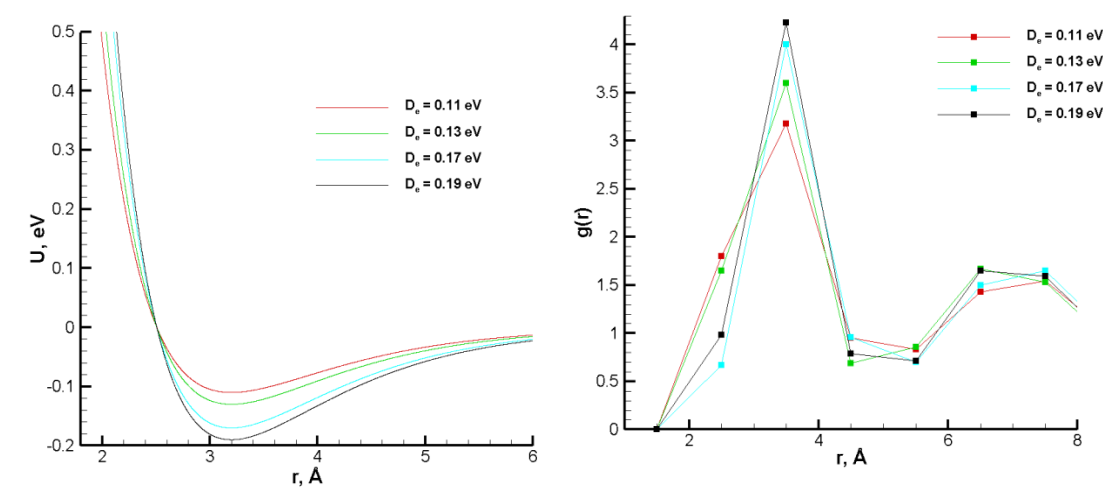 0.5
0.4
0.3
0.2
0.1
0
-0.1
-0.2
U, eV
2
3
4
5
6
r, Å
Dₑ = 0.11 eV
Dₑ = 0.13 eV
Dₑ = 0.17 eV
Dₑ = 0.19 eV
4
3.5
3
2.5
2
1.5
1
0.5
0
g(r)
2
4
6
8
r, Å
Dₑ = 0.11 eV
Dₑ = 0.13 eV
Dₑ = 0.17 eV
Dₑ = 0.19 eV